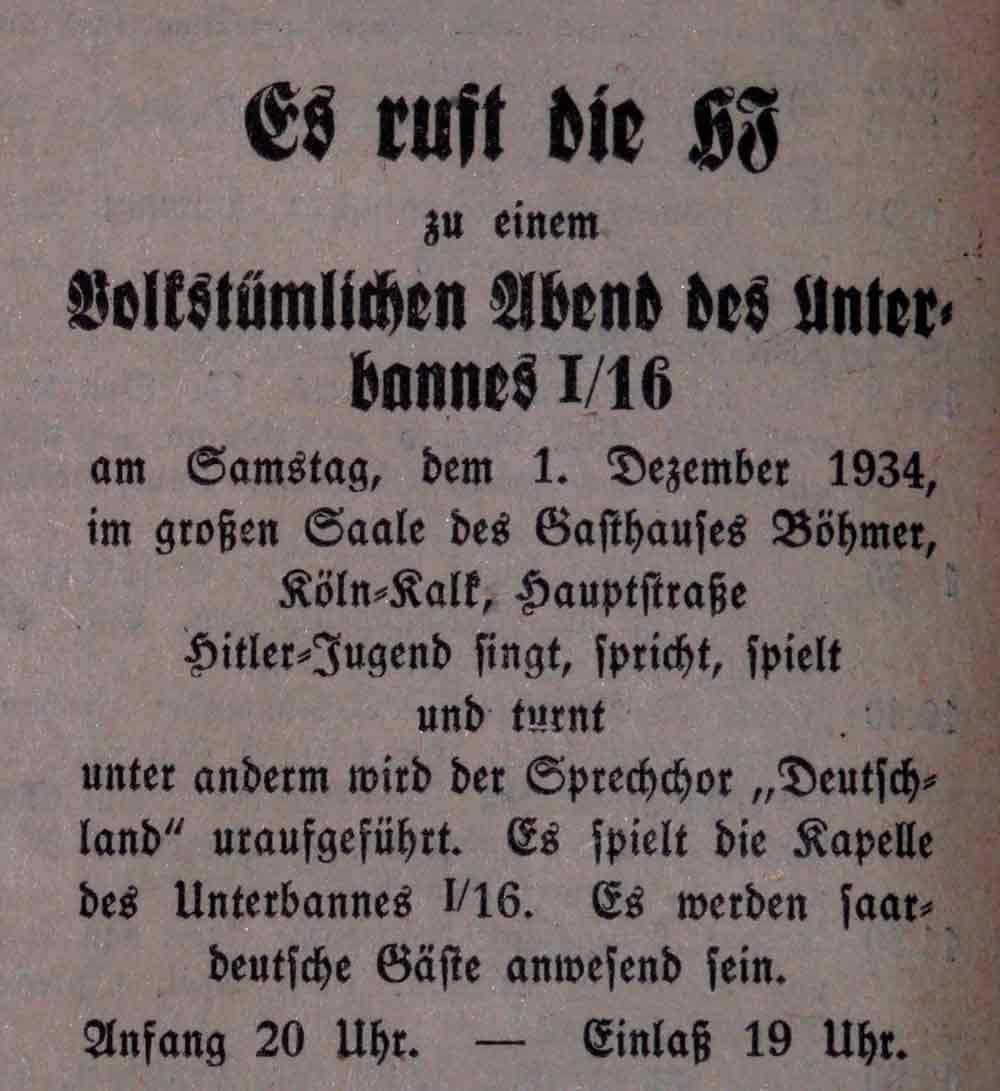 Es ruft die HJ
zu einem
Volkstümlichen Abend des Unter-
bannes I/16
am Samstag, dem 1. Dezember 1934,
im großen Saale des Gasthauses Böhmer,
Köln-Kalk, Hauptstraße
Hitler-Jugend singt, spricht, spielt
und turnt
unter anderm wird der Sprechchor „Deutsch-
land“ uraufgeführt. Es spielt die Kapelle
des Unterbannes I/16. Es werden saar-
deutsche Gäste anwesend sein.
Anfang 20 Uhr. — Einlaß 19 Uhr.